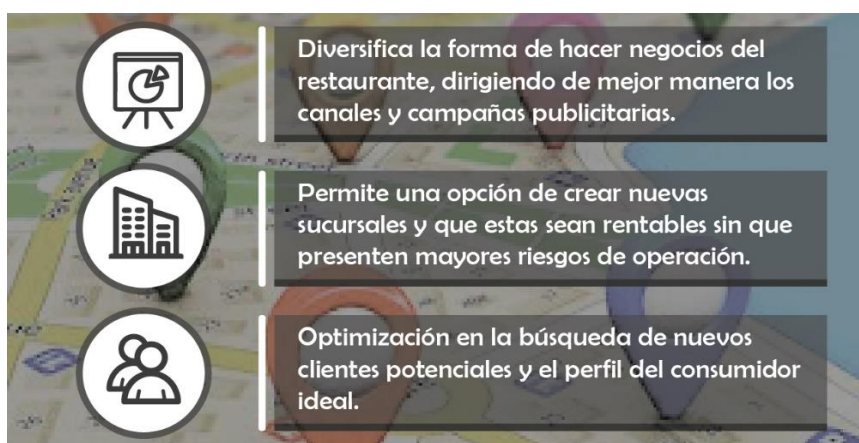 Diversifica la forma de hacer negocios del
restaurante, dirigiendo de mejor manera los
canales y campañas publicitarias.
Permite una opción de crear nuevas
sucursales y que estas sean rentables sin que
presenten mayores riesgos de operación.
Optimización en la búsqueda de nuevos
clientes potenciales y el perfil del consumidor
ideal.